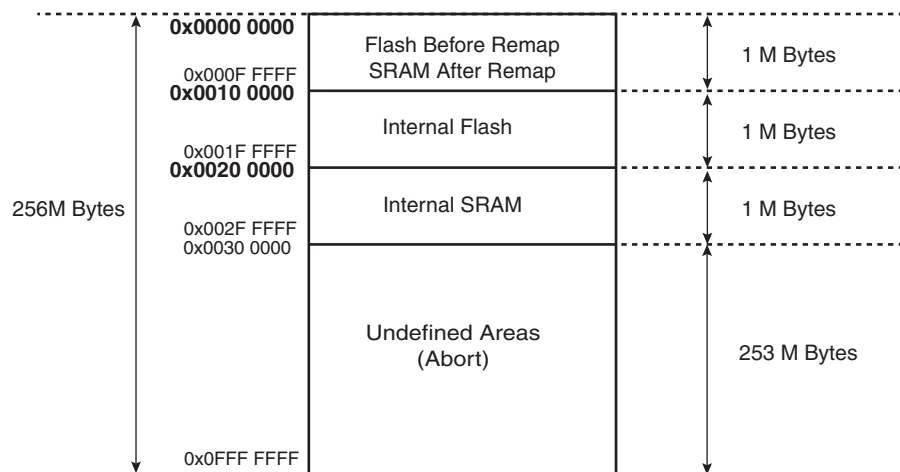 0x0000 0000
Flash Before Remap
SRAM After Remap
1 M Bytes
0x000F FFFF
0x0010 0000
Internal Flash
1 M Bytes
0x001F FFFF
0x0020 0000
256M Bytes
Internal SRAM
1 M Bytes
0x002F FFFF
0x0030 0000
Undefined Areas
(Abort)
253 M Bytes
0x0FFF FFFF